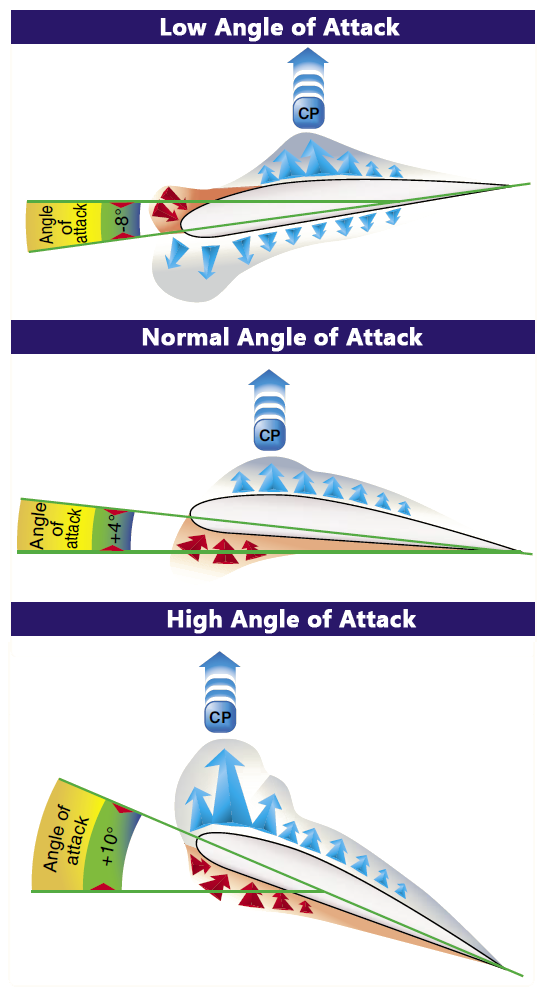 Low Angle of Attack
CP
Angle
of
attack
-8°
Normal Angle of Attack
CP
Angle
of
attack
+4°
High Angle of Attack
CP
Angle of
attack
+10°